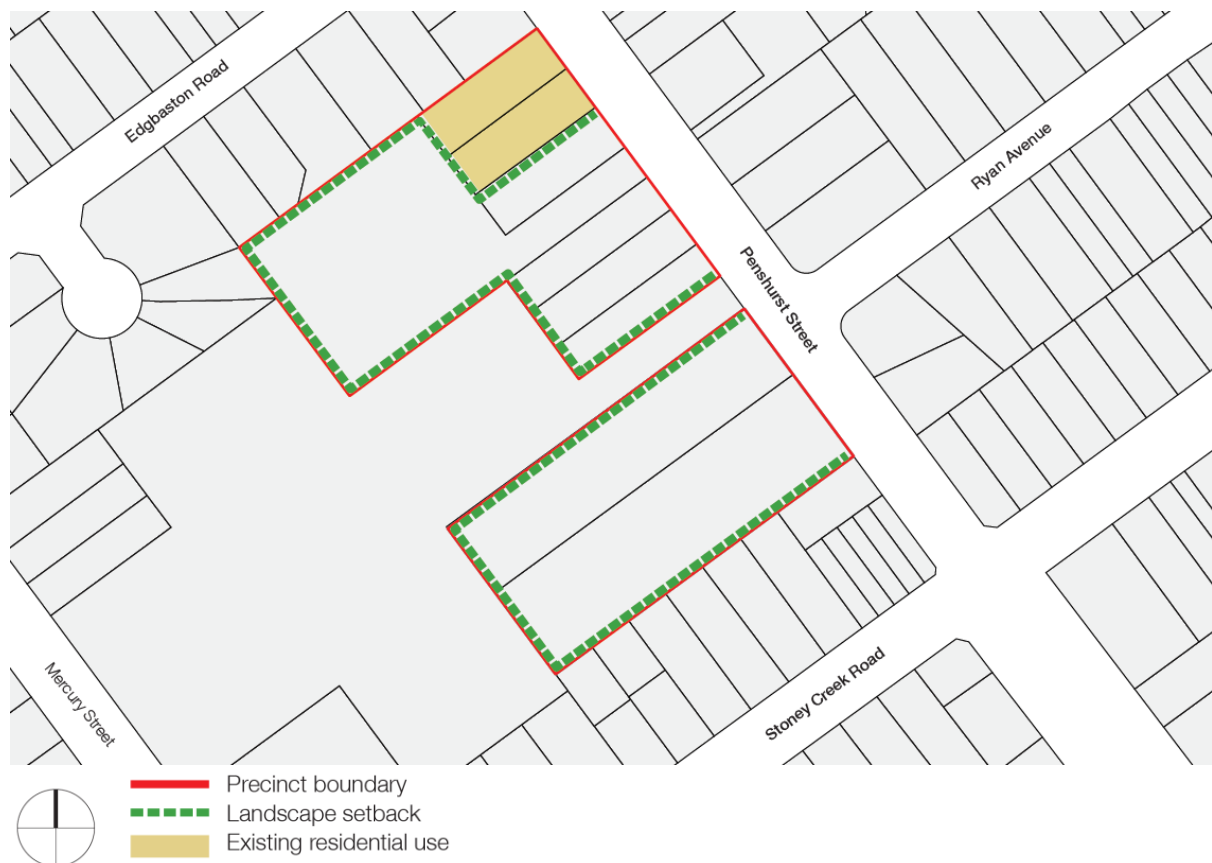 Edgbaston Road
Ryan Avenue
Penshurst Street
Mercury Street
Stoney Creek Road
Precinct boundary
Landscape setback
Existing residential use